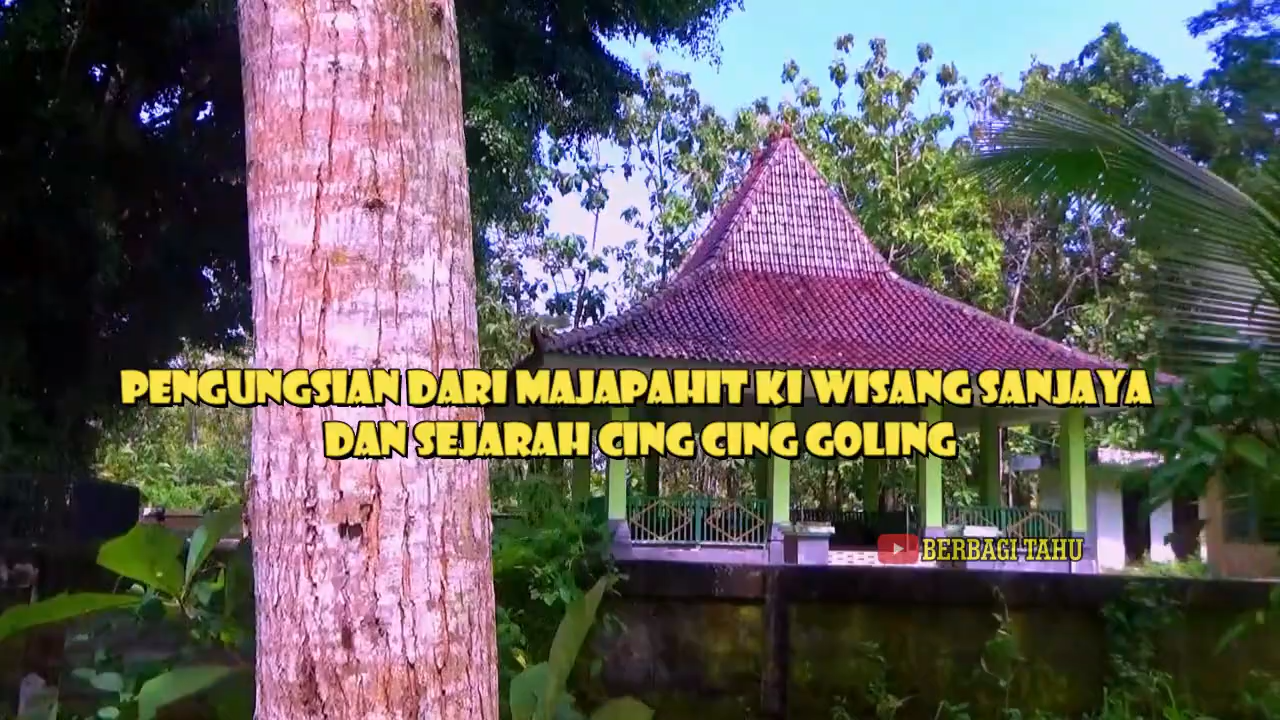 PENGUNGSIAN DARI MAJAPAHIT KI WISANG SANJAYA
DAN SEJARAH CING CING GOLING
BERBAGI TAHU